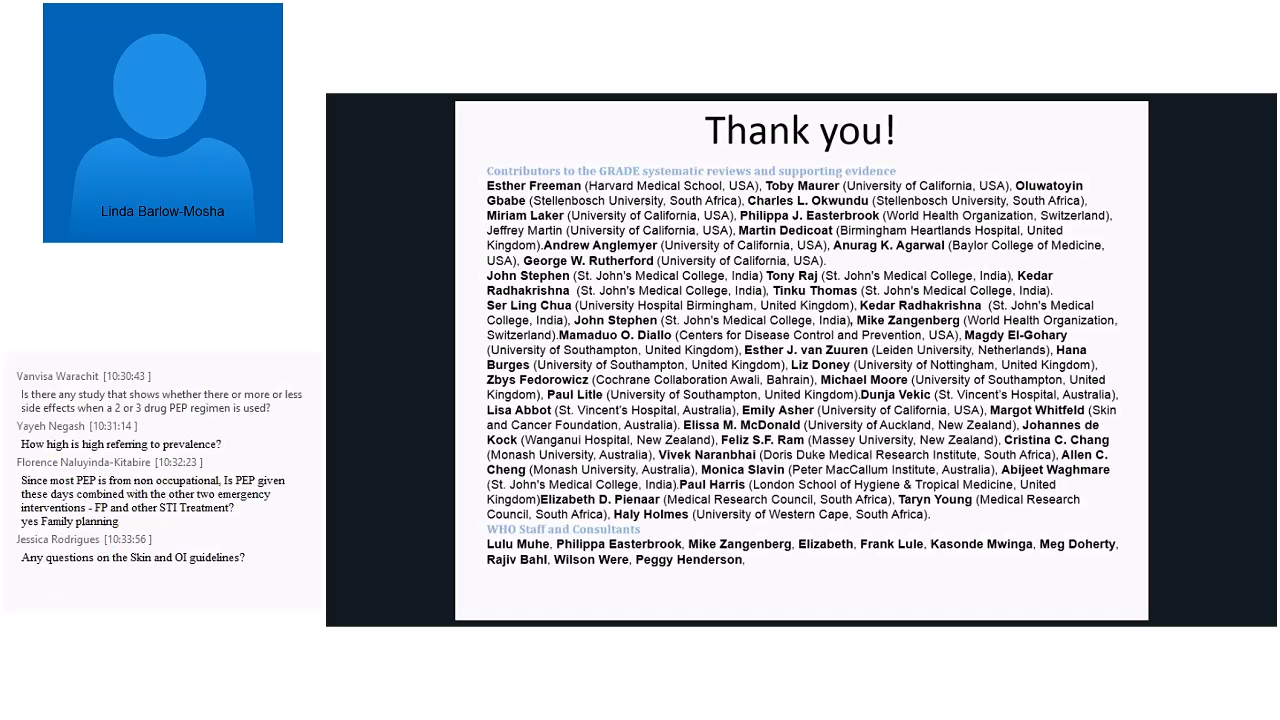 Linda Barlow-Mosha
Vanvisa Warachit [10:30:43 ]
Is there any study that shows whether there or more or less
side effects when a 2 or 3 drug PEP regimen is used?
Yayeh Negash [10:31:14 ]
How high is high referring to prevalence?
Florence Naluyinda-Kitabire [10:32:23 ]
Since most PEP is from non occupational, Is PEP given
these days combined with the other two emergency
interventions - FP and other STI Treatment?
yes Family planning
Jessica Rodrigues [10:33:56 ]
Any questions on the Skin and OI guidelines?
Thank you!
Contributors to the GRADE systematic reviews and supporting evidence
Esther Freeman (Harvard Medical School, USA), Toby Maurer (University of California, USA), Oluwatoyin
Gbabe (Stellenbosch University, South Africa), Charles L. Okwundu (Stellenbosch University, South Africa),
Miriam Laker (University of California, USA), Philippa J. Easterbrook (World Health Organization, Switzerland),
Jeffrey Martin (University of California, USA), Martin Dedicoat (Birmingham Heartlands Hospital, United
Kingdom).Andrew Anglemyer (University of California, USA), Anurag K. Agarwal (Baylor College of Medicine,
USA), George W. Rutherford (University of California, USA).
John Stephen (St. John's Medical College, India) Tony Raj (St. John's Medical College, India), Kedar
Radhakrishna (St. John's Medical College, India), Tinku Thomas (St. John's Medical College, India).
Ser Ling Chua (University Hospital Birmingham, United Kingdom), Kedar Radhakrishna (St. John's Medical
College, India), John Stephen (St. John's Medical College, India), Mike Zangenberg (World Health Organization,
Switzerland).Mamaduo O. Diallo (Centers for Disease Control and Prevention, USA), Magdy El-Gohary
(University of Southampton, United Kingdom), Esther J. van Zuuren (Leiden University, Netherlands), Hana
Burges (University of Southampton, United Kingdom), Liz Doney (University of Nottingham, United Kingdom),
Zbys Fedorowicz (Cochrane Collaboration Awali, Bahrain), Michael Moore (University of Southampton, United
Kingdom), Paul Litle (University of Southampton, United Kingdom).Dunja Vekic (St. Vincent's Hospital, Australia),
Lisa Abbot (St. Vincent's Hospital, Australia), Emily Asher (University of California, USA), Margot Whitfeld (Skin
and Cancer Foundation, Australia). Elissa M. McDonald (University of Auckland, New Zealand), Johannes de
Kock (Wanganui Hospital, New Zealand), Feliz S.F. Ram (Massey University, New Zealand), Cristina C. Chang
(Monash University, Australia), Vivek Naranbhai (Doris Duke Medical Research Institute, South Africa), Allen C.
Cheng (Monash University, Australia), Monica Slavin (Peter MacCallum Institute, Australia), Abijeet Waghmare
(St. John's Medical College, India).Paul Harris (London School of Hygiene & Tropical Medicine, United
Kingdom)Elizabeth D. Pienaar (Medical Research Council, South Africa), Taryn Young (Medical Research
Council, South Africa), Haly Holmes (University of Western Cape, South Africa).
WHO Staff and Consultants
Lulu Muhe, Philippa Easterbrook, Mike Zangenberg, Elizabeth, Frank Lule, Kasonde Mwinga, Meg Doherty,
Rajiv Bahl, Wilson Were, Peggy Henderson,